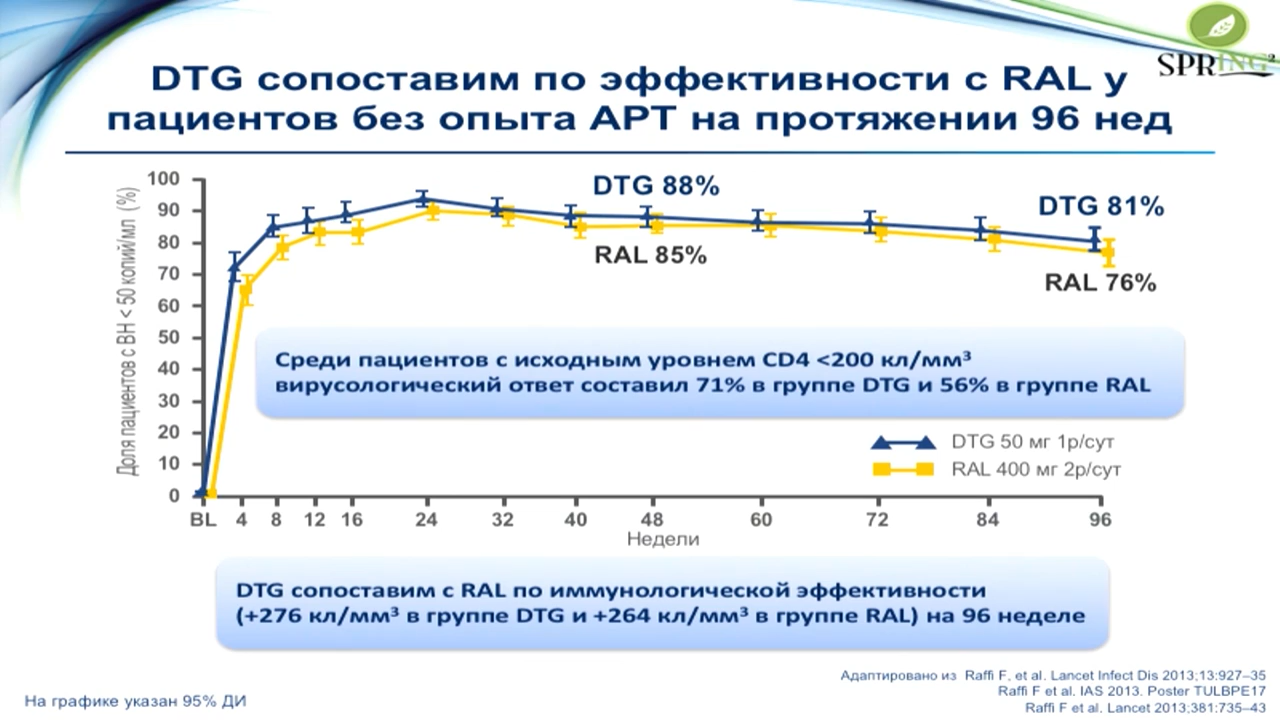 SPRING²
DTG сопоставим по эффективности с RAL у
пациентов без опыта АРТ на протяжении 96 нед
Доля пациентов с ВН < 50 копий/мл (%)
100
90
80
70
60
50
40
30
20
10
0
DTG 88%
RAL 85%
DTG 81%
RAL 76%
Среди пациентов с исходным уровнем CD4 <200 кл/мм³
вирусологический ответ составил 71% в группе DTG и 56% в группе RAL
DTG 50 мг 1р/сут
RAL 400 мг 2р/сут
BL 4 8 12 16 24 32 40 48 60 72 84 96
Недели
DTG сопоставим с RAL по иммунологической эффективности
(+276 кл/мм³ в группе DTG и +264 кл/мм³ в группе RAL) на 96 неделе
На графике указан 95% ДИ
Адаптировано из Raffi F, et al. Lancet Infect Dis 2013;13:927–35
Raffi F et al. IAS 2013. Poster TULBPE17
Raffi F et al. Lancet 2013;381:735–43